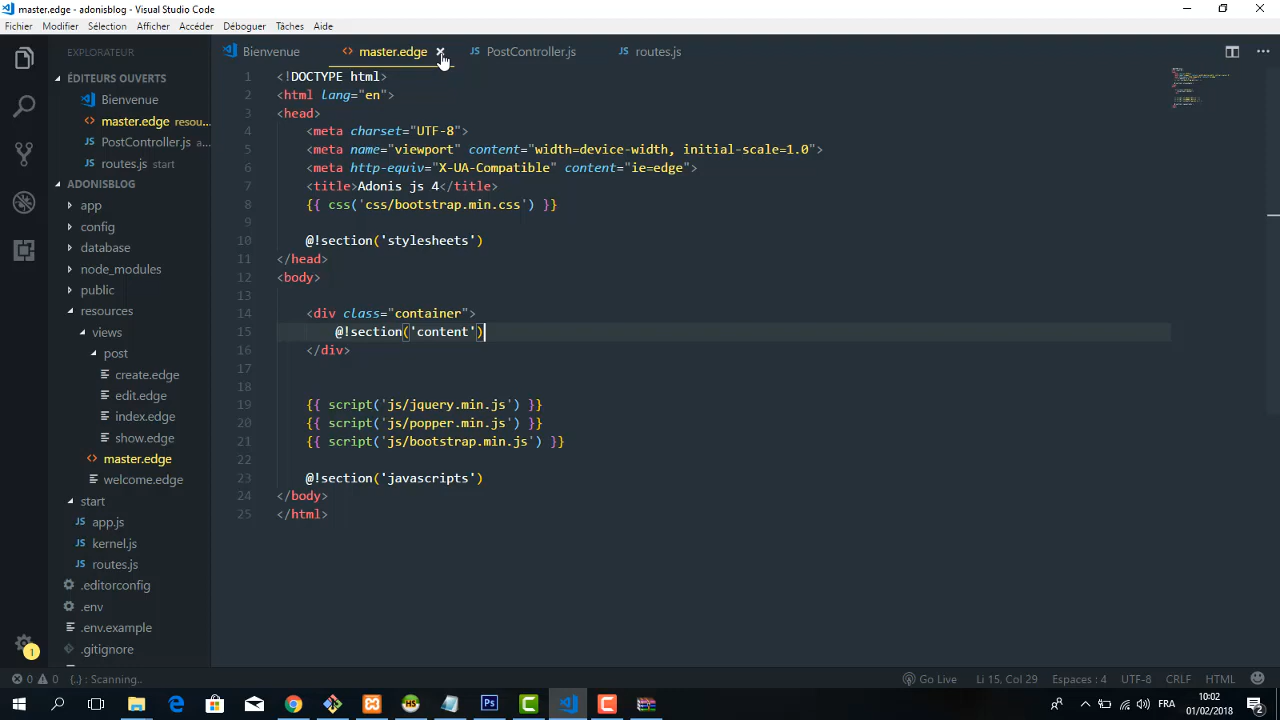 master.edge - adonisblog - Visual Studio Code
Fichier Modifier Sélection Afficher Accéder Déboguer Tâches Aide
EXPLORATEUR
Bienvenue
master.edge
PostController.js
routes.js
ÉDITEURS OUVERTS
Bienvenue
master.edge resou...
PostController.js a...
routes.js start
ADONISBLOG
app
config
database
node_modules
public
resources
views
post
create.edge
edit.edge
index.edge
show.edge
master.edge
welcome.edge
start
app.js
kernel.js
routes.js
.editorconfig
.env
.env.example
.gitignore
1 <!DOCTYPE html>
2 <html lang="en">
3 <head>
4 <meta charset="UTF-8">
5 <meta name="viewport" content="width=device-width, initial-scale=1.0">
6 <meta http-equiv="X-UA-Compatible" content="ie=edge">
7 <title>Adonis js 4</title>
8 {{ css('css/bootstrap.min.css') }}
9
10 @!section('stylesheets')
11 </head>
12 <body>
13
14 <div class="container">
15 @!section('content')
16 </div>
17
18
19 {{ script('js/jquery.min.js') }}
20 {{ script('js/popper.min.js') }}
21 {{ script('js/bootstrap.min.js') }}
22
23 @!section('javascripts')
24 </body>
25 </html>
1
0 0 {..} : Scanning..
Go Live Li 15, Col 29 Espaces : 4 UTF-8 CRLF HTML
HS
Ps
FRA
10:02
01/02/2018
2